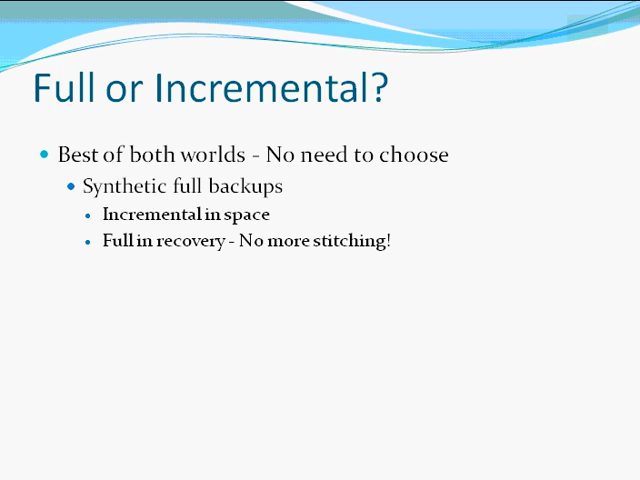 Full or Incremental?
Best of both worlds - No need to choose
Synthetic full backups
Incremental in space
Full in recovery - No more stitching!